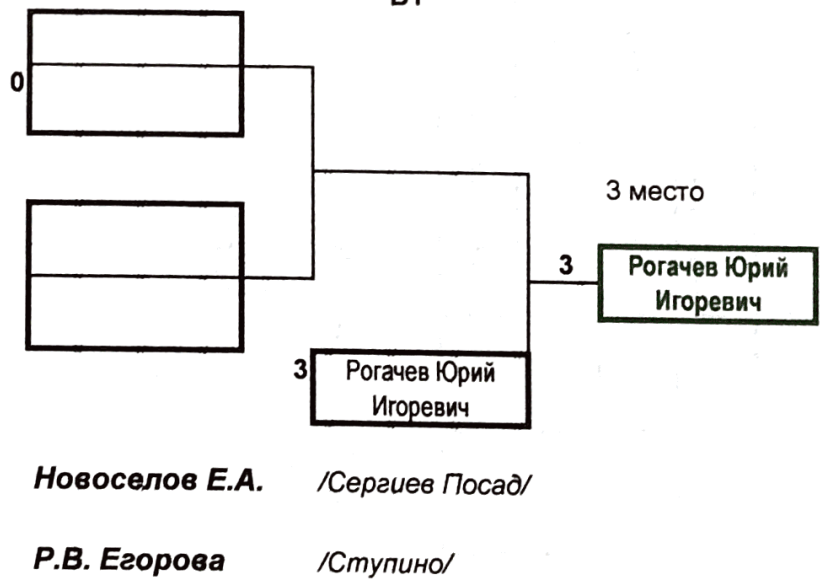 0
3 место
3
Рогачев Юрий
Игоревич
3
Рогачев Юрий
Игоревич
Новоселов Е.А. /Сергиев Посад/
Р.В. Егорова /Ступино/